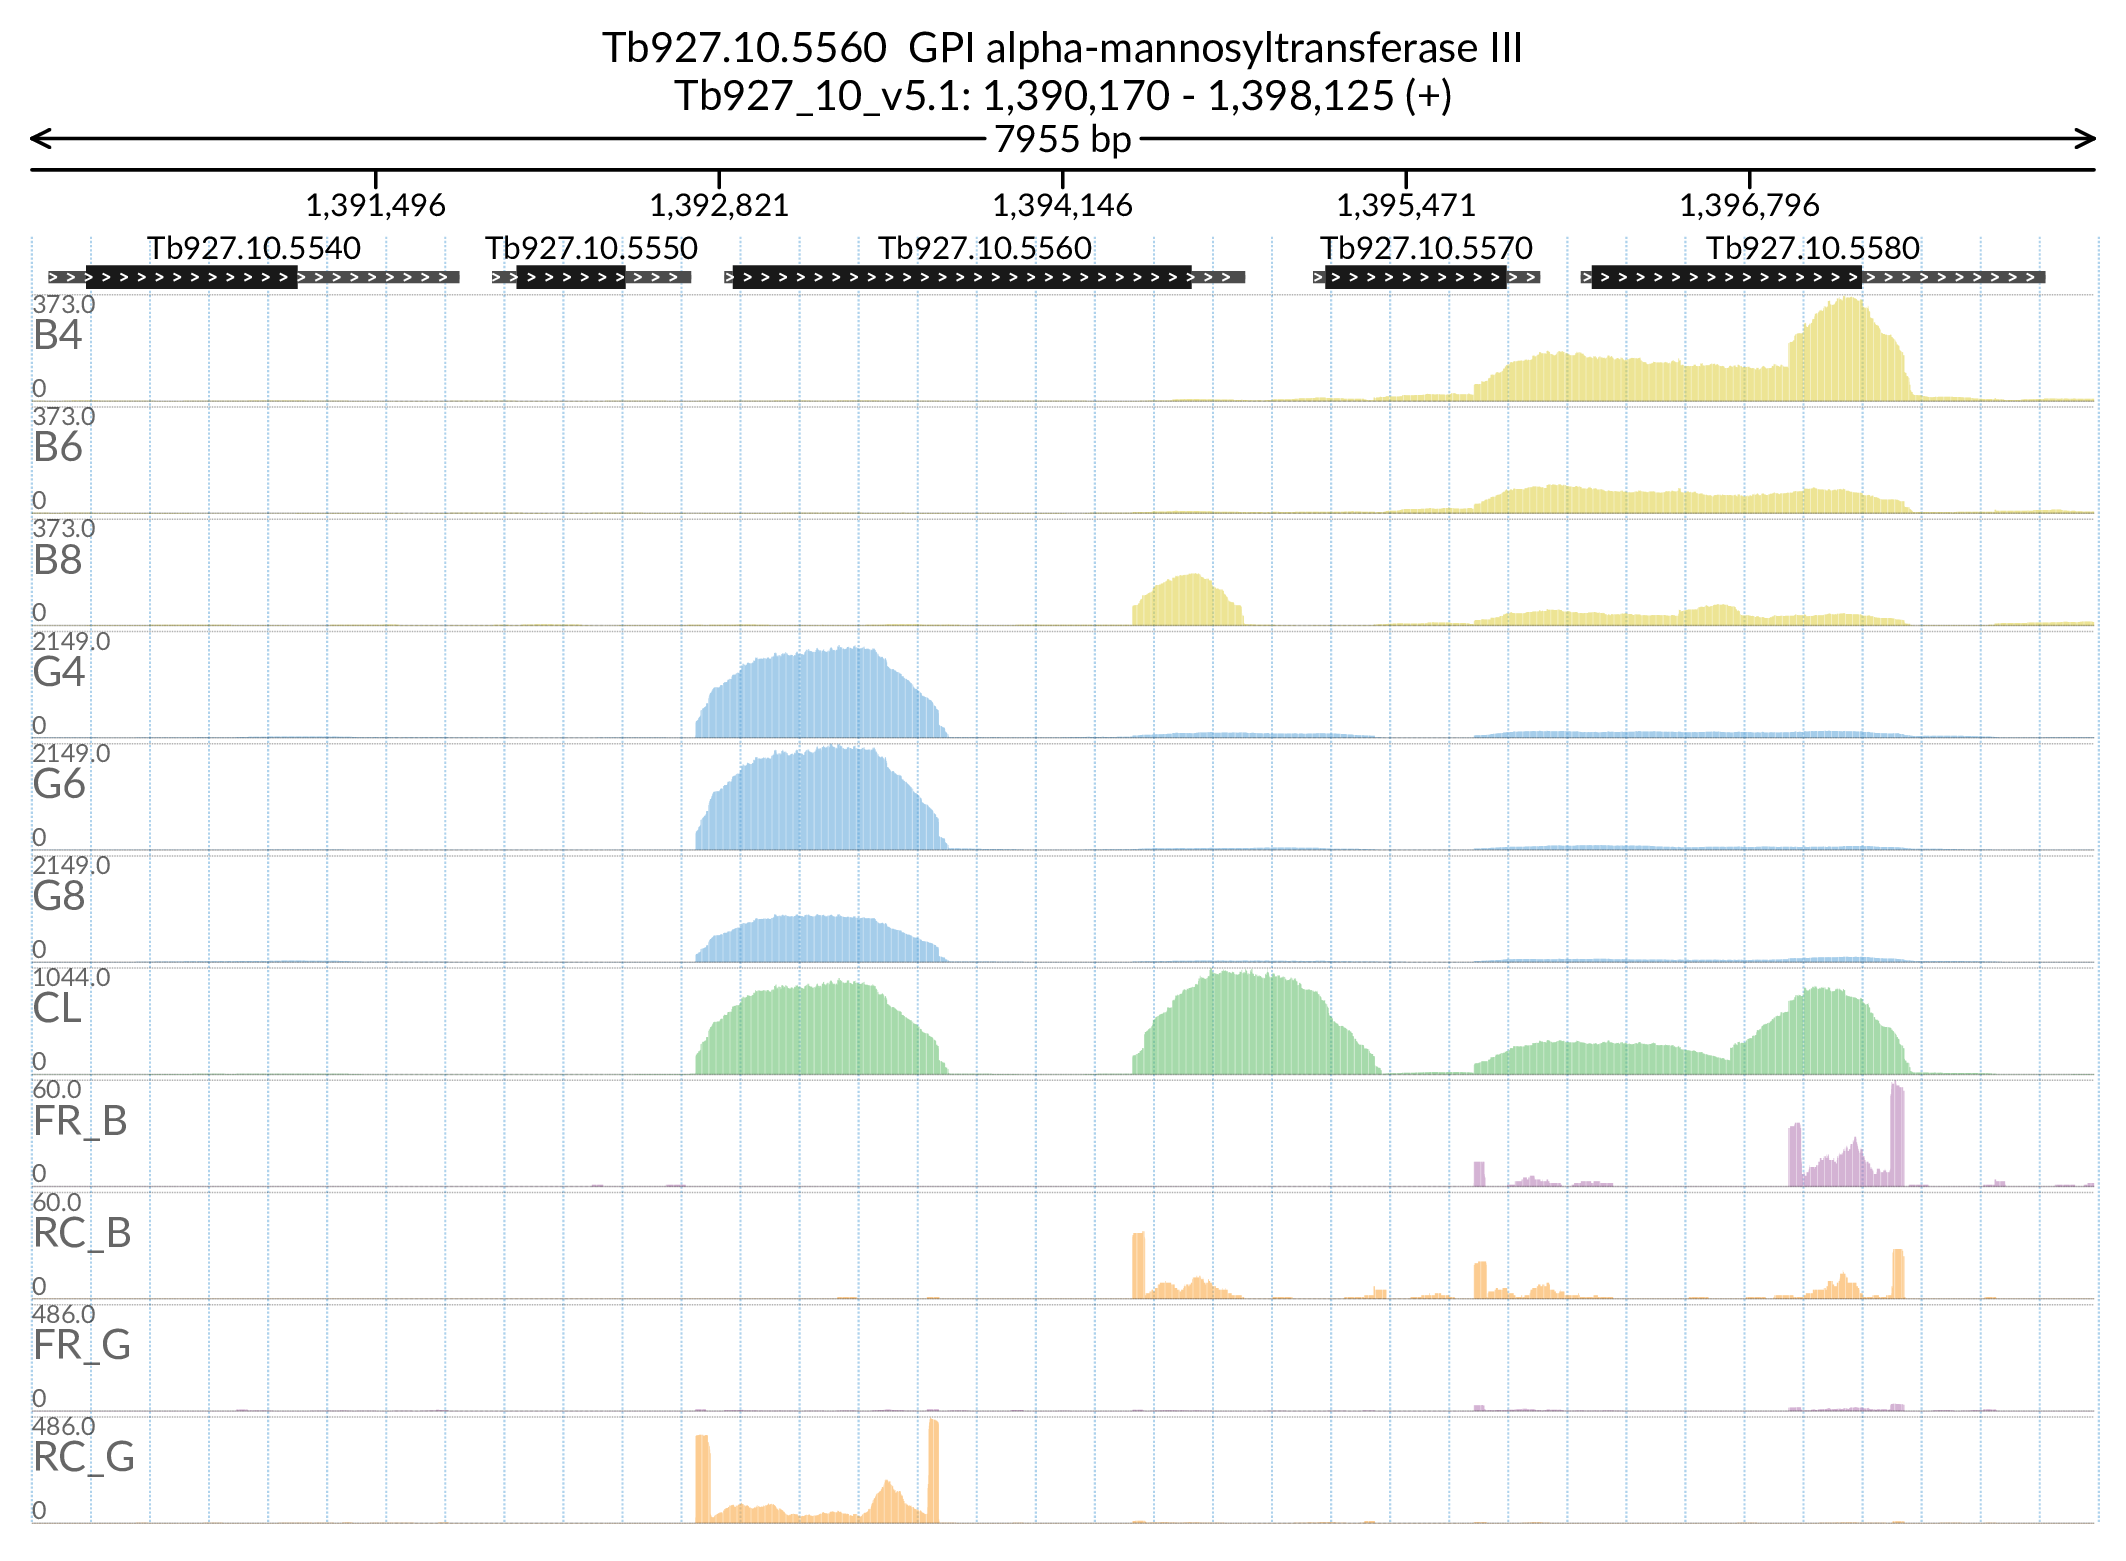 Tb927.10.5560  GPI alpha-mannosyltransferase III
Tb927_10_v5.1: 1,390,170 - 1,398,125 (+)
7955 bp
1,391,496 1,392,821 1,394,146 1,395,471 1,396,796
Tb927.10.5540 Tb927.10.5550 Tb927.10.5560 Tb927.10.5570 Tb927.10.5580
373.0
B4
0
373.0
B6
0
373.0
B8
0
2149.0
G4
0
2149.0
G6
0
2149.0
G8
0
1044.0
CL
0
60.0
FR_B
0
60.0
RC_B
0
486.0
FR_G
0
486.0
RC_G
0